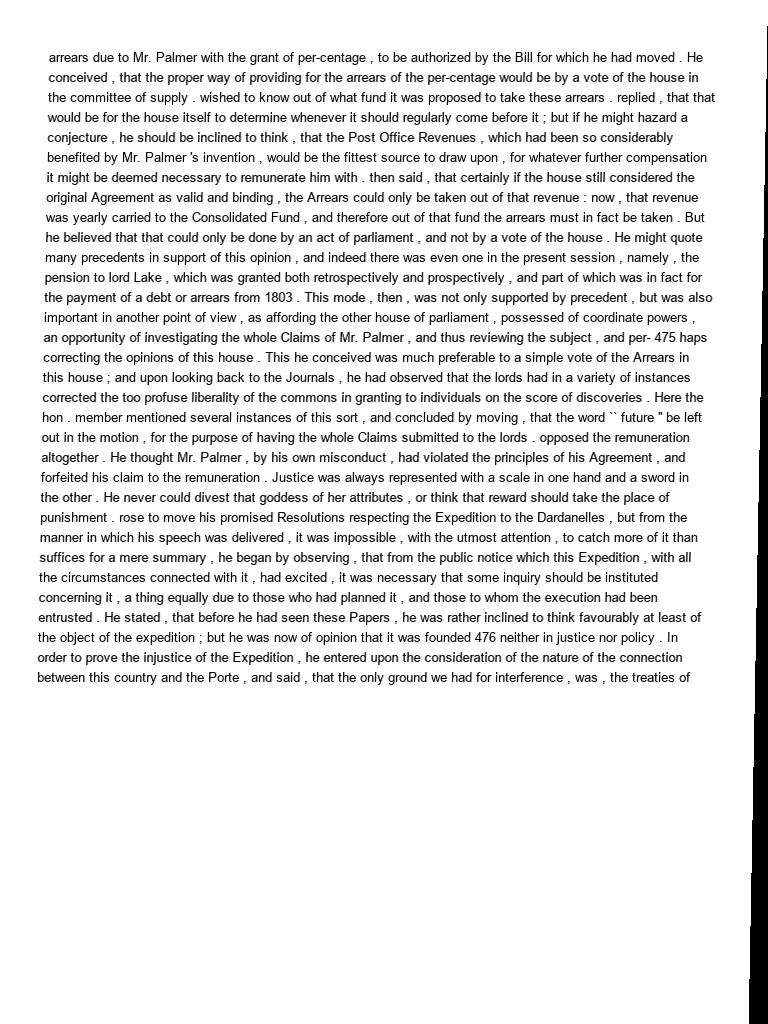 arrears due to Mr. Palmer with the grant of per-centage , to be authorized by the Bill for which he had moved . He
conceived , that the proper way of providing for the arrears of the per-centage would be by a vote of the house in
the committee of supply . wished to know out of what fund it was proposed to take these arrears . replied , that that
would be for the house itself to determine whenever it should regularly come before it ; but if he might hazard a
conjecture , he should be inclined to think , that the Post Office Revenues , which had been so considerably
benefited by Mr. Palmer 's invention , would be the fittest source to draw upon , for whatever further compensation
it might be deemed necessary to remunerate him with . then said , that certainly if the house still considered the
original Agreement as valid and binding , the Arrears could only be taken out of that revenue : now , that revenue
was yearly carried to the Consolidated Fund , and therefore out of that fund the arrears must in fact be taken . But
he believed that that could only be done by an act of parliament , and not by a vote of the house . He might quote
many precedents in support of this opinion , and indeed there was even one in the present session , namely , the
pension to lord Lake , which was granted both retrospectively and prospectively , and part of which was in fact for
the payment of a debt or arrears from 1803 . This mode , then , was not only supported by precedent , but was also
important in another point of view , as affording the other house of parliament , possessed of coordinate powers ,
an opportunity of investigating the whole Claims of Mr. Palmer , and thus reviewing the subject , and per- 475 haps
correcting the opinions of this house . This he conceived was much preferable to a simple vote of the Arrears in
this house ; and upon looking back to the Journals , he had observed that the lords had in a variety of instances
corrected the too profuse liberality of the commons in granting to individuals on the score of discoveries . Here the
hon . member mentioned several instances of this sort , and concluded by moving , that the word `` future '' be left
out in the motion , for the purpose of having the whole Claims submitted to the lords . opposed the remuneration
altogether . He thought Mr. Palmer , by his own misconduct , had violated the principles of his Agreement , and
forfeited his claim to the remuneration . Justice was always represented with a scale in one hand and a sword in
the other . He never could divest that goddess of her attributes , or think that reward should take the place of
punishment . rose to move his promised Resolutions respecting the Expedition to the Dardanelles , but from the
manner in which his speech was delivered , it was impossible , with the utmost attention , to catch more of it than
suffices for a mere summary , he began by observing , that from the public notice which this Expedition , with all
the circumstances connected with it , had excited , it was necessary that some inquiry should be instituted
concerning it , a thing equally due to those who had planned it , and those to whom the execution had been
entrusted . He stated , that before he had seen these Papers , he was rather inclined to think favourably at least of
the object of the expedition ; but he was now of opinion that it was founded 476 neither in justice nor policy . In
order to prove the injustice of the Expedition , he entered upon the consideration of the nature of the connection
between this country and the Porte , and said , that the only ground we had for interference , was , the treaties of